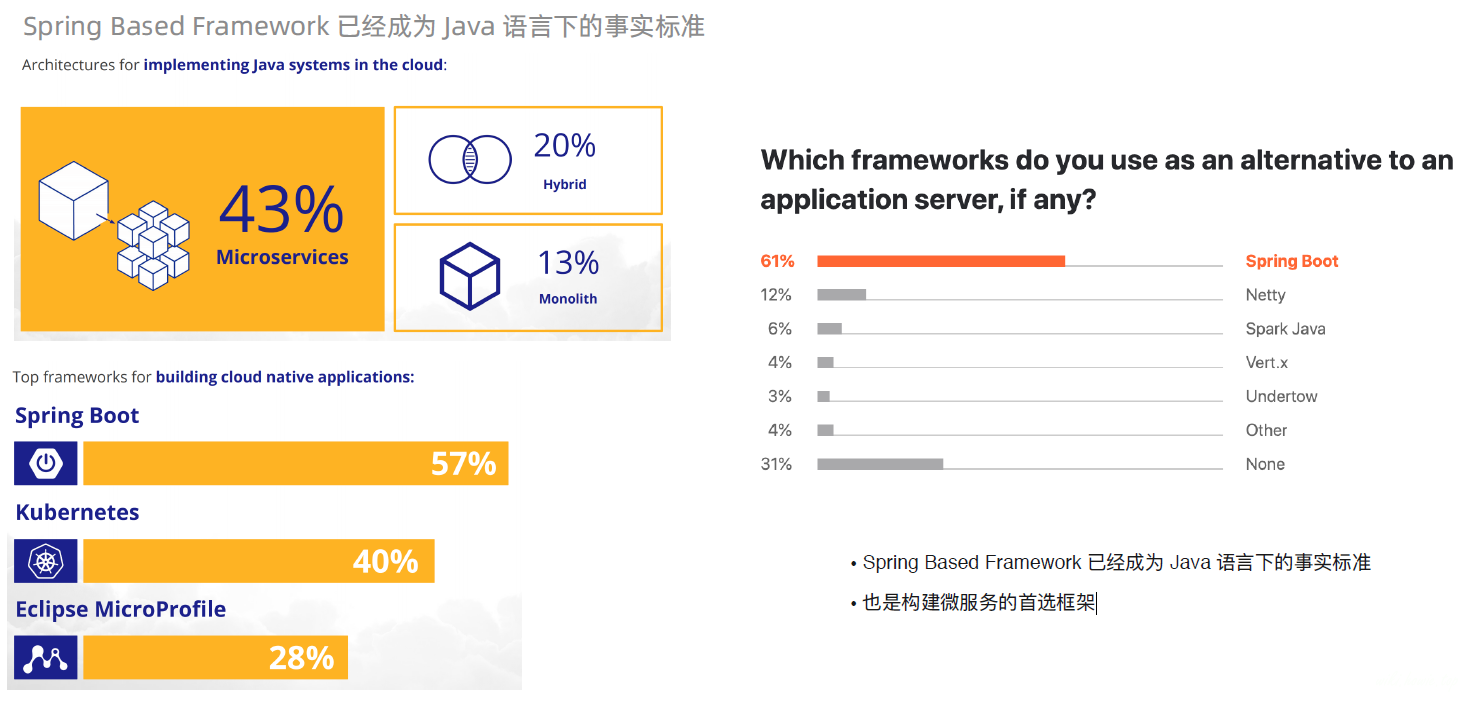 Spring Based Framework 已经成为 Java 语言下的事实标准
Architectures for implementing Java systems in the cloud:
43%
Microservices
20%
Hybrid
13%
Monolith
Top frameworks for building cloud native applications:
Spring Boot
57%
Kubernetes
40%
Eclipse MicroProfile
28%
Which frameworks do you use as an alternative to an
application server, if any?
61% Spring Boot
12% Netty
6% Spark Java
4% Vert.x
3% Undertow
4% Other
31% None
• Spring Based Framework 已经成为 Java 语言下的事实标准
• 也是构建微服务的首选框架